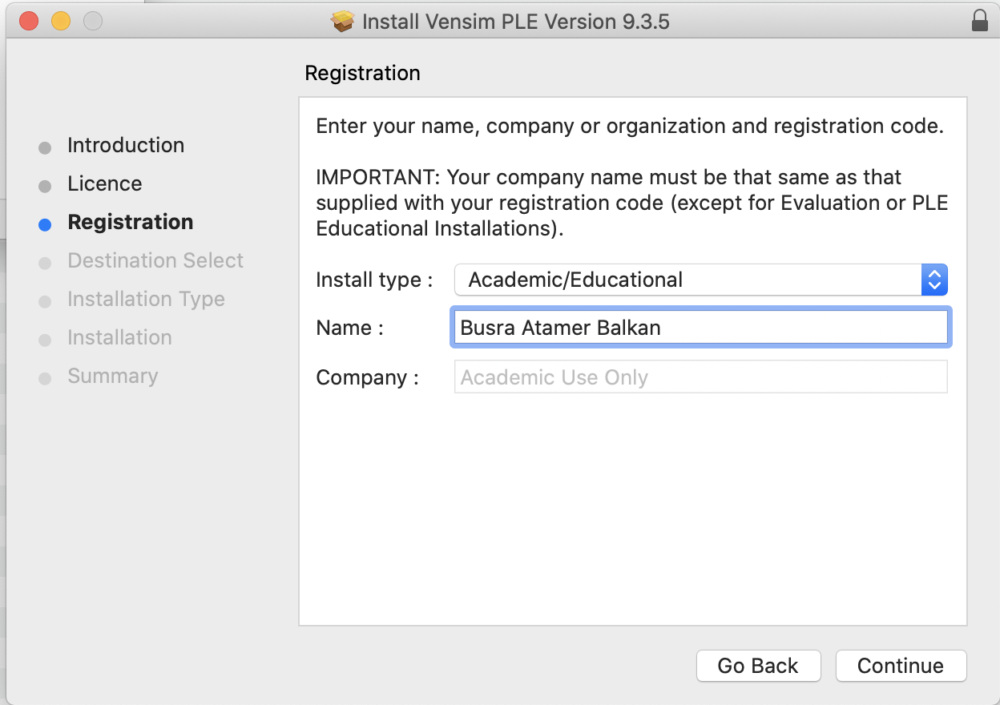 Install Vensim PLE Version 9.3.5
Registration
Introduction
Licence
Registration
Destination Select
Installation Type
Installation
Summary
Enter your name, company or organization and registration code.
IMPORTANT: Your company name must be that same as that
supplied with your registration code (except for Evaluation or PLE
Educational Installations).
Install type :
Academic/Educational
Name :
Busra Atamer Balkan
Company :
Academic Use Only
Go Back
Continue